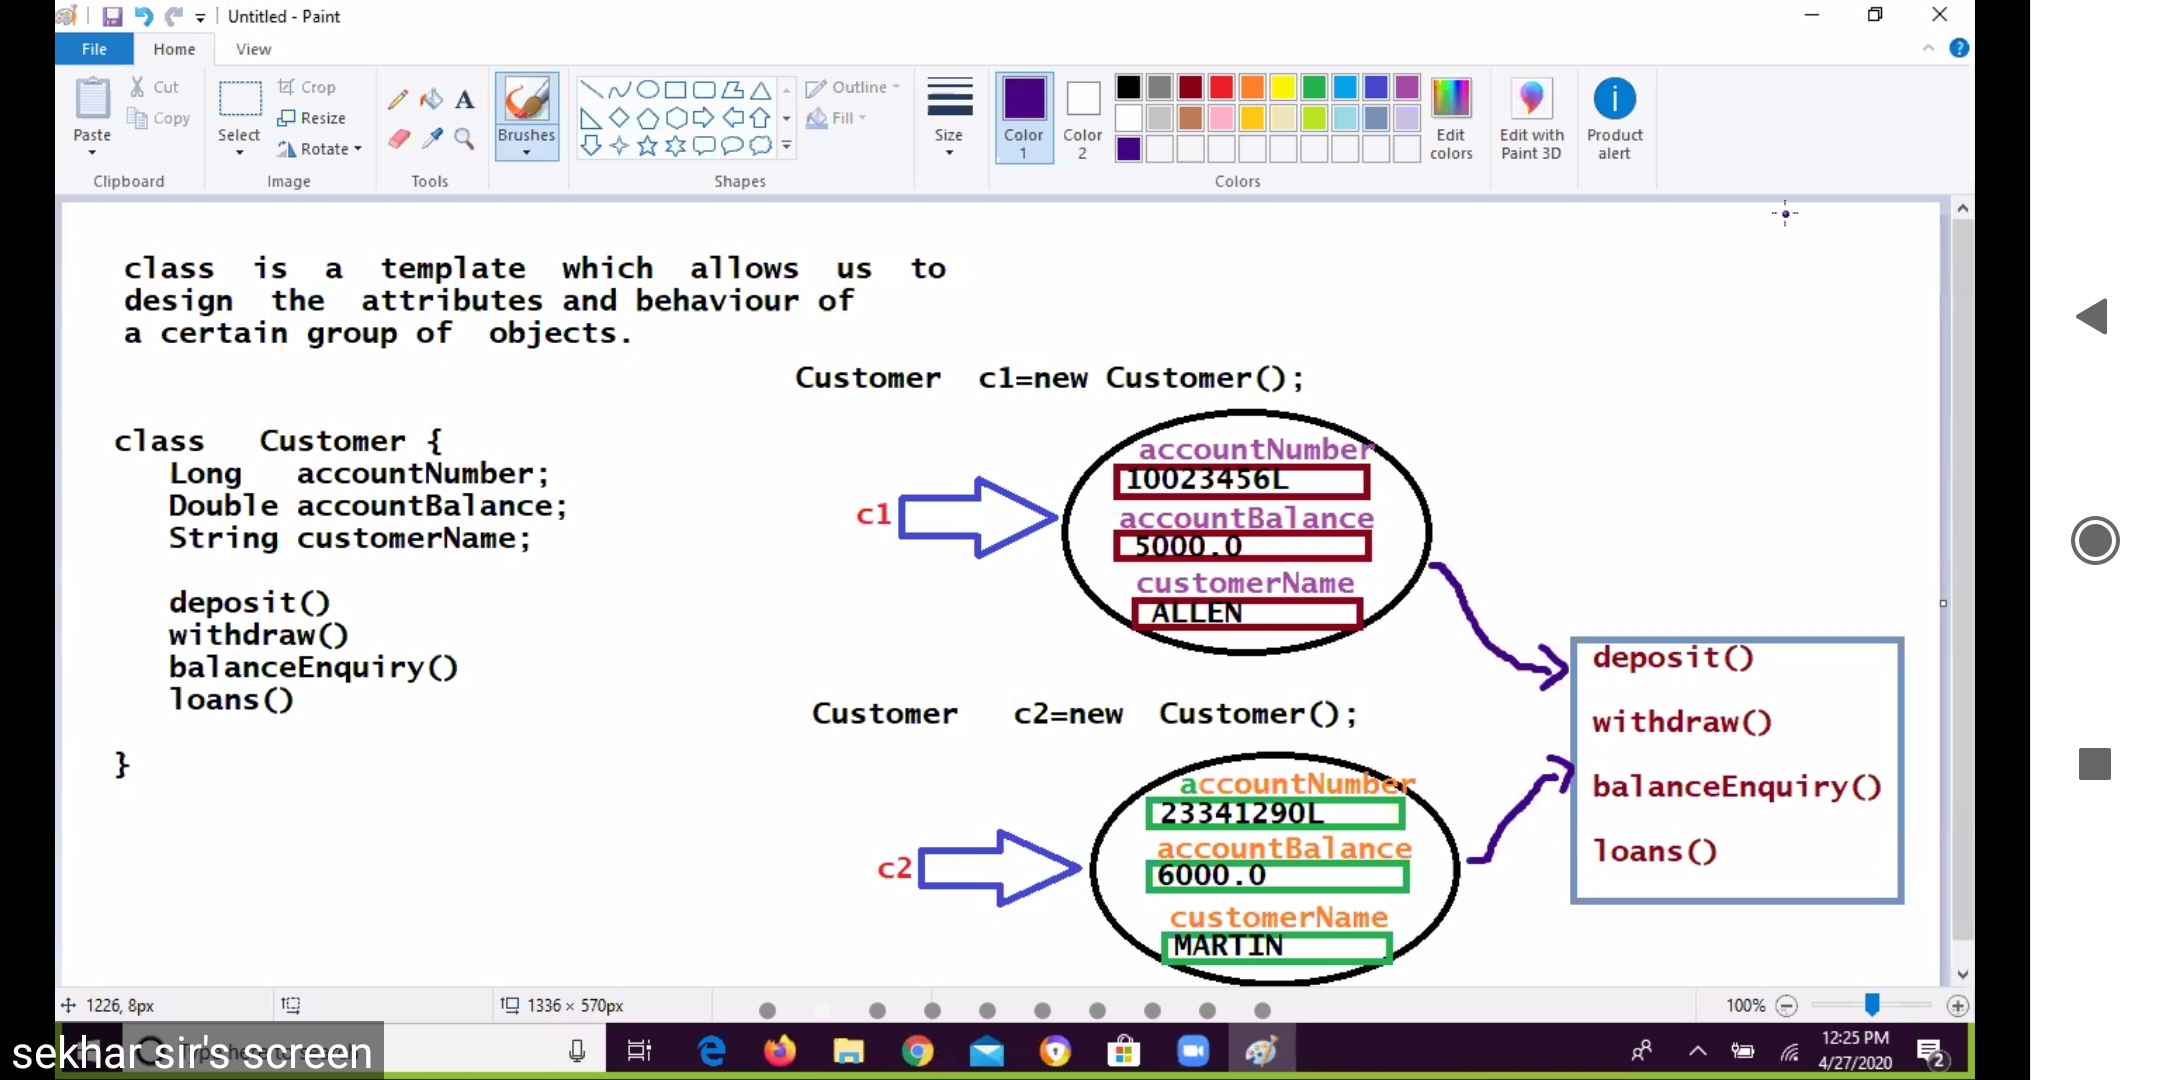 Untitled - Paint
File Home View
Paste
Cut
Copy
Clipboard
Select
Crop
Resize
Rotate
Image
A
Tools
Brushes
Shapes
Outline
Fill
Size
Color 1
Color 2
Colors
Edit colors
Edit with Paint 3D
Product alert
class is a template which allows us to
design the attributes and behaviour of
a certain group of objects.
Customer c1=new Customer();
class Customer {
Long accountNumber;
Double accountBalance;
String customerName;
deposit()
withdraw()
balanceEnquiry()
loans()
}
c1
accountNumber
10023456L
accountBalance
5000.0
customerName
ALLEN
Customer c2=new Customer();
c2
accountNumber
23341290L
accountBalance
6000.0
customerName
MARTIN
deposit()
withdraw()
balanceEnquiry()
loans()
1226, 8px
1336 × 570px
100%
sekhar sir's screen
Type here to search
12:25 PM
4/27/2020
2